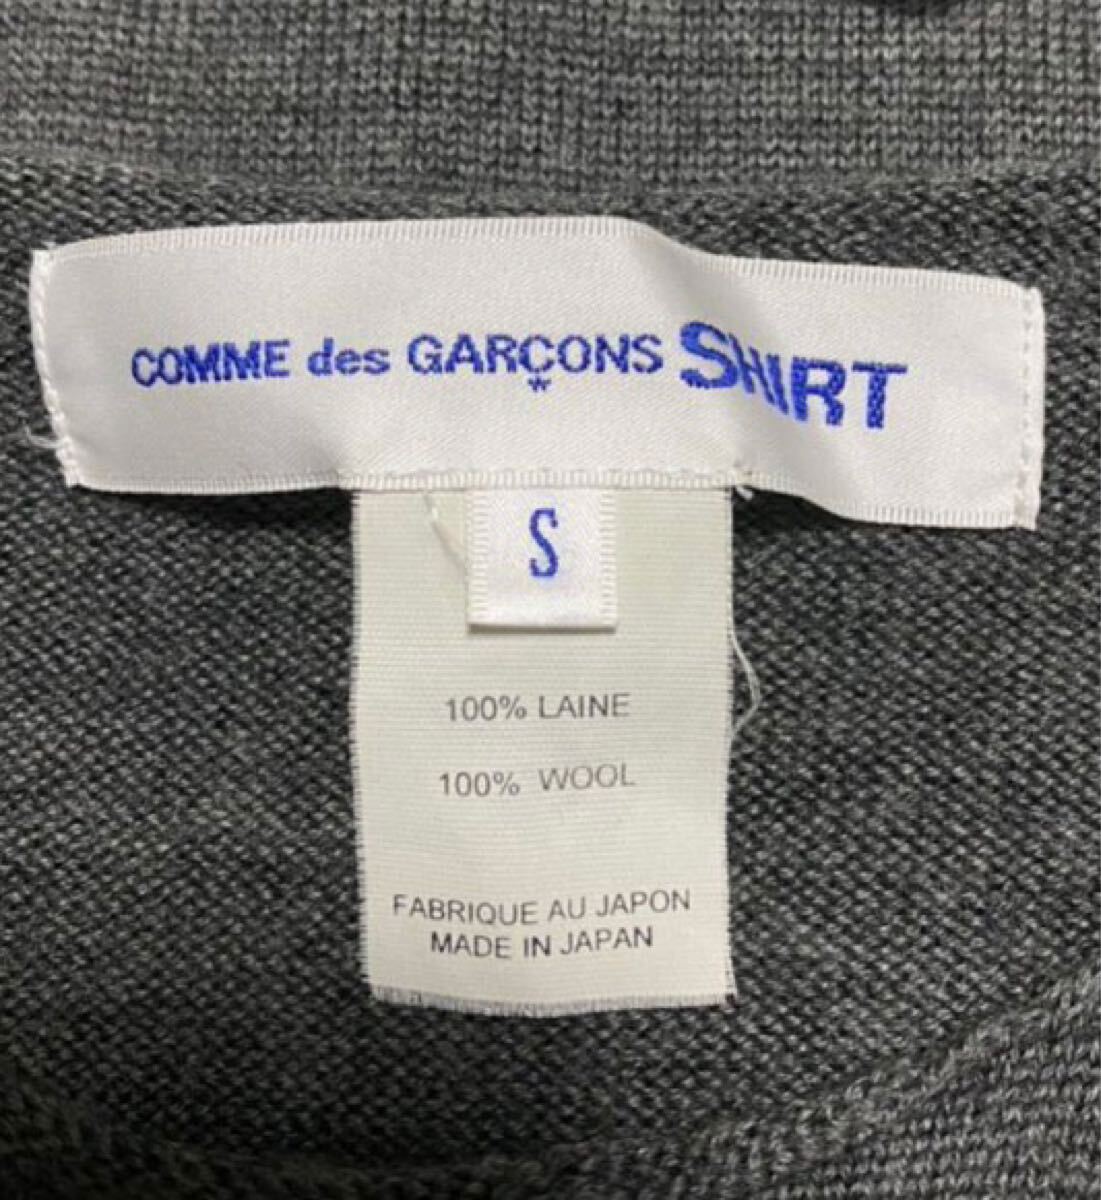 COMME des GARÇONS SHIRT
S
100% LAINE
100% WOOL
FABRIQUE AU JAPON
MADE IN JAPAN